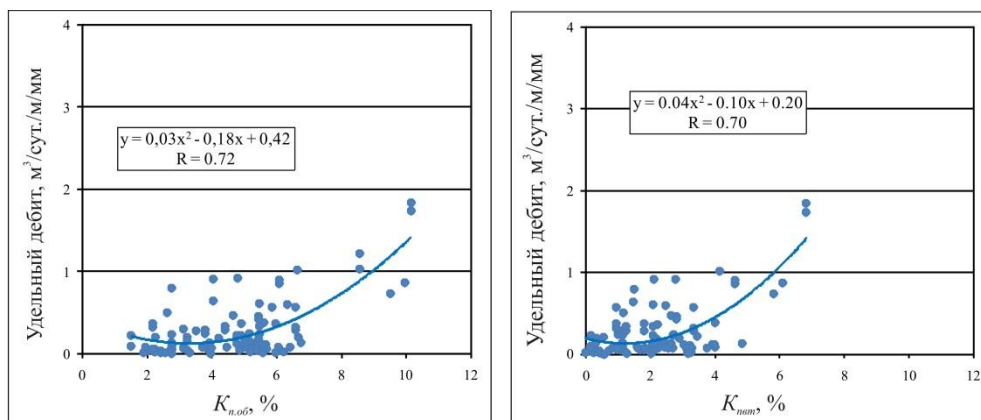 Удельный дебит, м³/сут./м/мм
4
3
2
1
0
y = 0,03x² - 0,18x + 0,42
R = 0.72
0 2 4 6 8 10 12
Kп.об, %
Удельный дебит, м³/сут./м/мм
4
3
2
1
0
y = 0.04x² - 0.10x + 0.20
R = 0.70
0 2 4 6 8 10 12
Kпвт, %